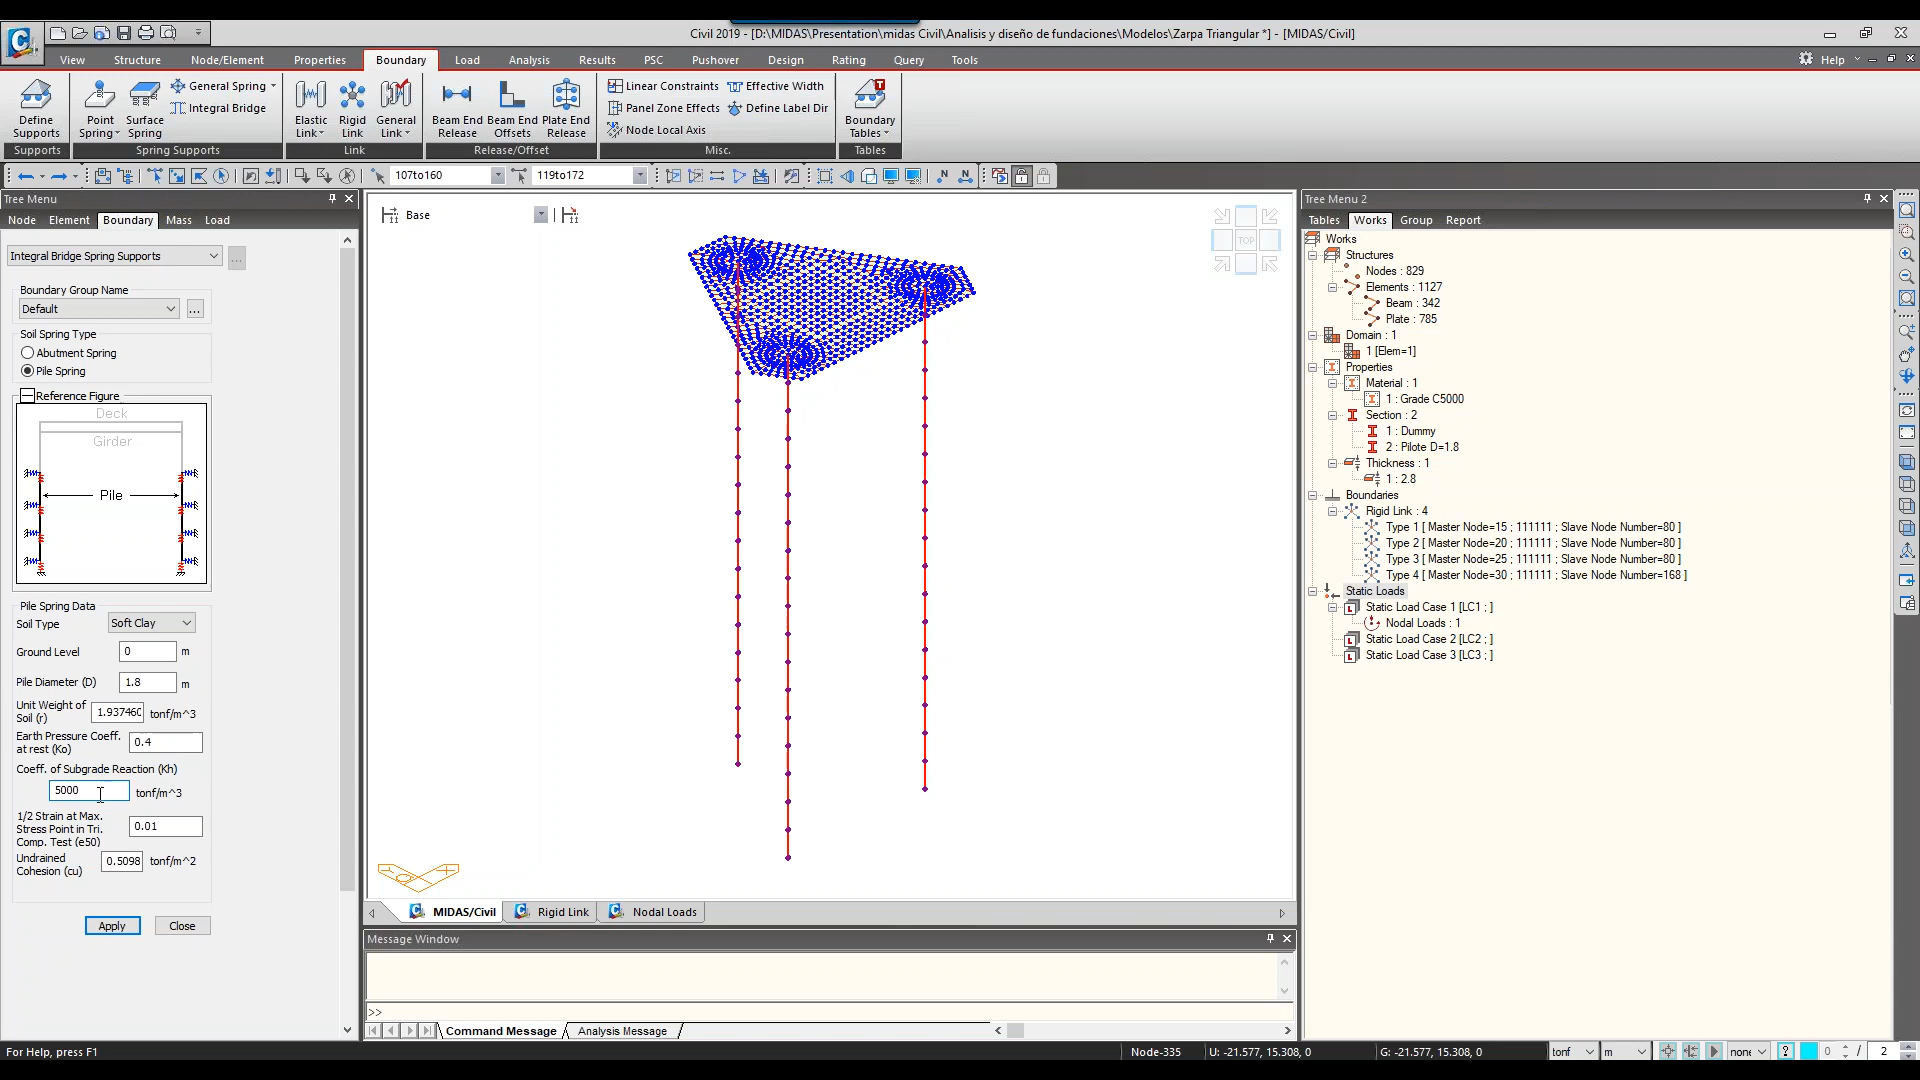 Civil 2019 - [D:\MIDAS\Presentation\midas Civil\Analisis y diseño de fundaciones\Modelos\Zarpa Triangular *] - [MIDAS/Civil]
View Structure Node/Element Properties Boundary Load Analysis Results PSC Pushover Design Rating Query Tools Help
Define Supports
Point Spring
Surface Spring
General Spring
Integral Bridge
Elastic Link
Rigid Link
General Link
Beam End Release
Beam End Offsets
Plate End Release
Linear Constraints
Effective Width
Panel Zone Effects
Define Label Dir
Node Local Axis
Boundary Tables
Supports Spring Supports Link Release/Offset Misc. Tables
107to160 119to172
Tree Menu
Node Element Boundary Mass Load
Integral Bridge Spring Supports ...
Boundary Group Name
Default ...
Soil Spring Type
Abutment Spring
Pile Spring
Reference Figure
Deck
Girder
Pile
Pile Spring Data
Soil Type Soft Clay
Ground Level 0 m
Pile Diameter (D) 1.8 m
Unit Weight of Soil (r) 1.937460 tonf/m^3
Earth Pressure Coeff. at rest (Ko) 0.4
Coeff. of Subgrade Reaction (Kh)
5000 tonf/m^3
1/2 Strain at Max.
Stress Point in Tri. 0.01
Comp. Test (e50)
Undrained Cohesion (cu) 0.5098 tonf/m^2
Apply Close
Base
TOP
MIDAS/Civil Rigid Link Nodal Loads
Message Window
>>
Command Message Analysis Message
Tree Menu 2
Tables Works Group Report
Works
Structures
Nodes : 829
Elements : 1127
Beam : 342
Plate : 785
Domain : 1
1 [Elem=1]
Properties
Material : 1
1 : Grade C5000
Section : 2
1 : Dummy
2 : Pilote D=1.8
Thickness : 1
1 : 2.8
Boundaries
Rigid Link : 4
Type 1 [ Master Node=15 ; 111111 ; Slave Node Number=80 ]
Type 2 [ Master Node=20 ; 111111 ; Slave Node Number=80 ]
Type 3 [ Master Node=25 ; 111111 ; Slave Node Number=80 ]
Type 4 [ Master Node=30 ; 111111 ; Slave Node Number=168 ]
Static Loads
Static Load Case 1 [LC1 ; ]
Nodal Loads : 1
Static Load Case 2 [LC2 ; ]
Static Load Case 3 [LC3 ; ]
For Help, press F1 Node-335 U: -21.577, 15.308, 0 G: -21.577, 15.308, 0 tonf m none ? 0 / 2